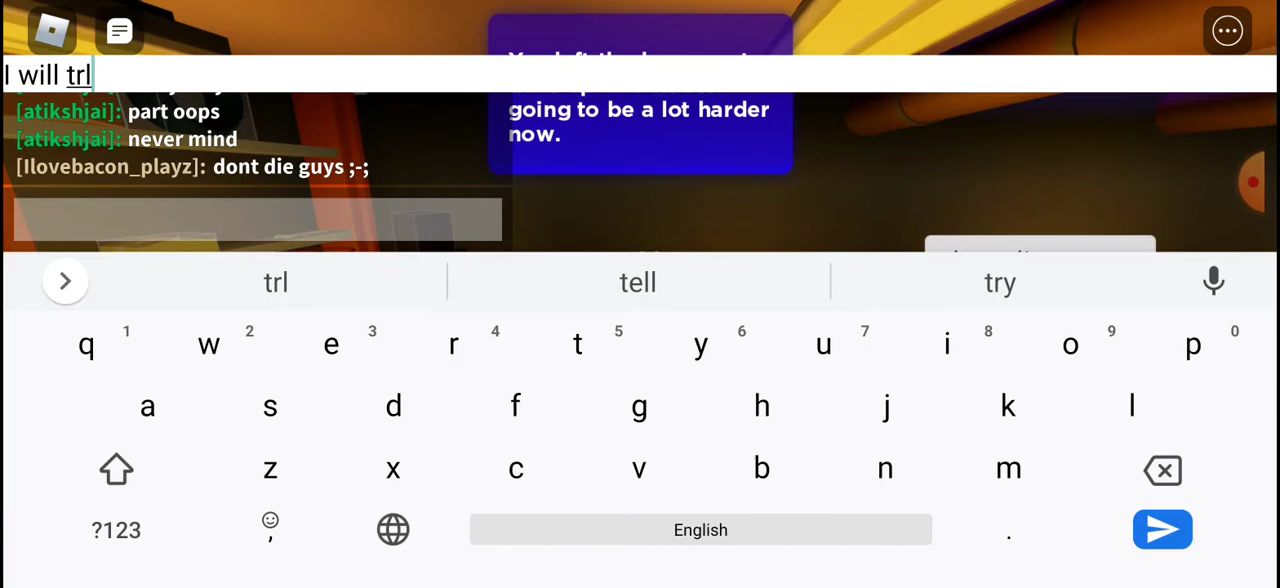 I will trl
[atikshjai]: part oops
[atikshjai]: never mind
[Ilovebacon_playz]: dont die guys ;-;
going to be a lot harder
now.
trl tell try
1 2 3 4 5 6 7 8 9 0
q w e r t y u i o p
a s d f g h j k l
z x c v b n m
?123 , English .